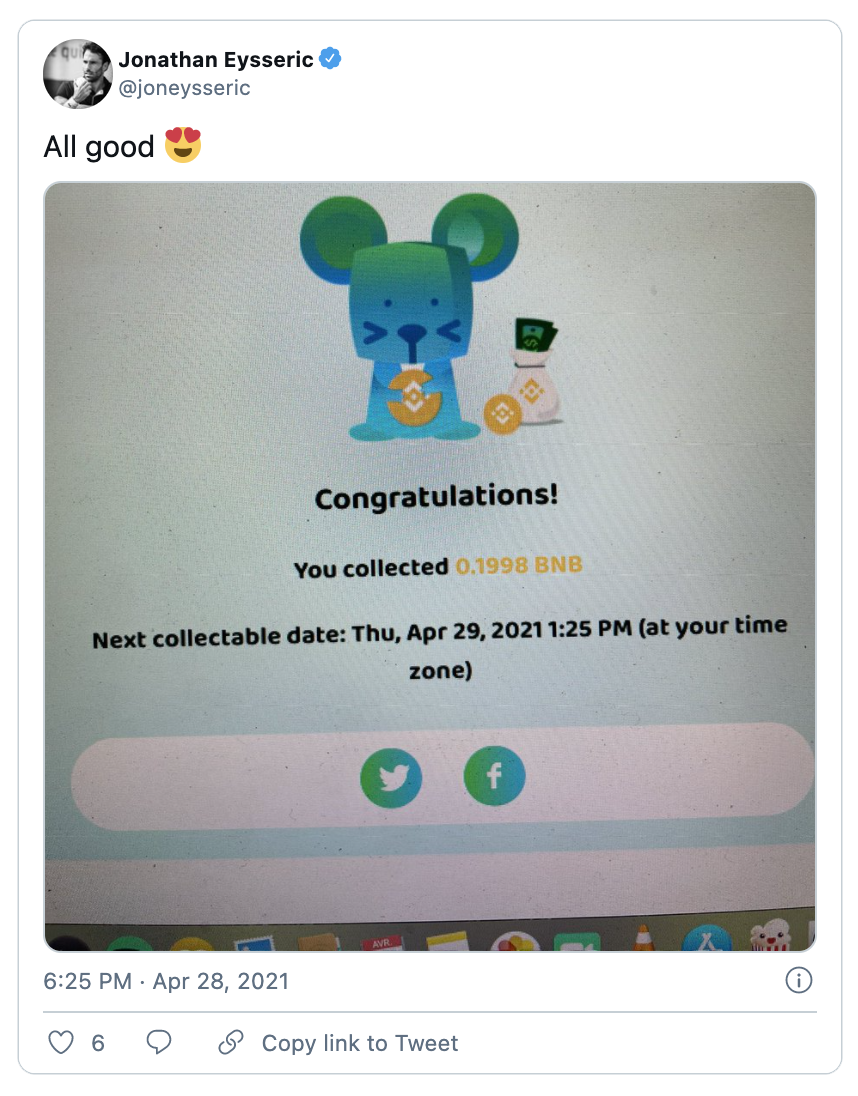 Jonathan Eysseric
@joneysseric
All good 😍
Congratulations!
You collected 0.1998 BNB
Next collectable date: Thu, Apr 29, 2021 1:25 PM (at your time
zone)
AVR.
6:25 PM · Apr 28, 2021
6
Copy link to Tweet